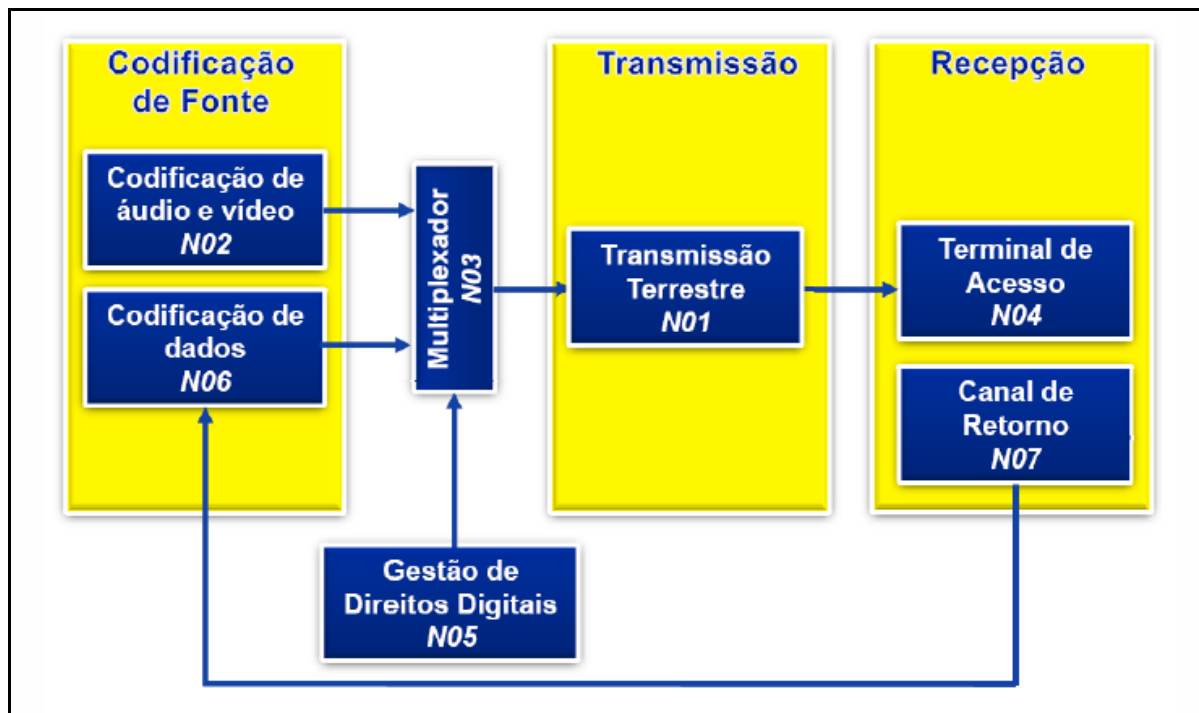 Codificação
de Fonte
Codificação de
áudio e vídeo
N02
Codificação de
dados
N06
Multiplexador
N03
Gestão de
Direitos Digitais
N05
Transmissão
Transmissão
Terrestre
N01
Recepção
Terminal de
Acesso
N04
Canal de
Retorno
N07